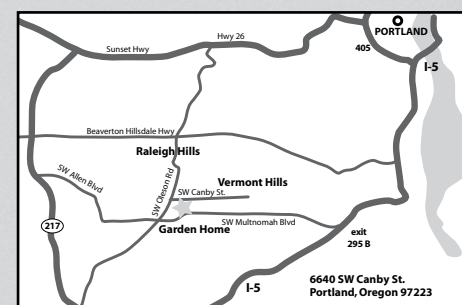 PORTLAND
Hwy 26
Sunset Hwy
405
I-5
Beaverton Hillsdale Hwy
Raleigh Hills
SW Allen Blvd
SW Oleson Rd
Vermont Hills
SW Canby St.
217
SW Multnomah Blvd
Garden Home
exit
295 B
I-5
6640 SW Canby St.
Portland, Oregon 97223